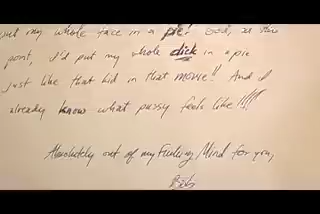 my whole face in a pie! God, at this
point, I'd put my whole dick in a pie
just like that kid in that movie!! And I
already know what pussy feels like!!!!
Absolutely out of my Fucking Mind for you,
Bob